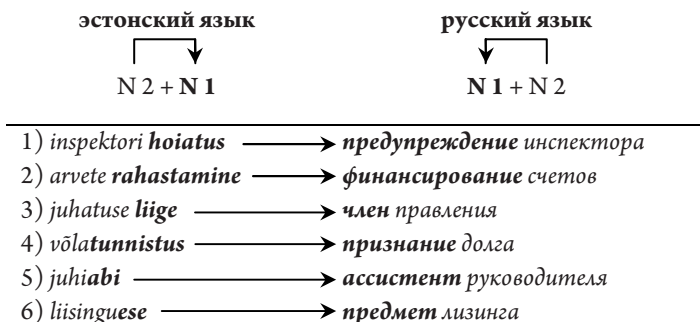 эстонский язык русский язык
N 2 + N 1 N 1 + N 2
1) inspektori hoiatus предупреждение инспектора
2) arvete rahastamine финансирование счетов
3) juhatuse liige член правления
4) võlatunnistus признание долга
5) juhiabi ассистент руководителя
6) liisinguese предмет лизинга